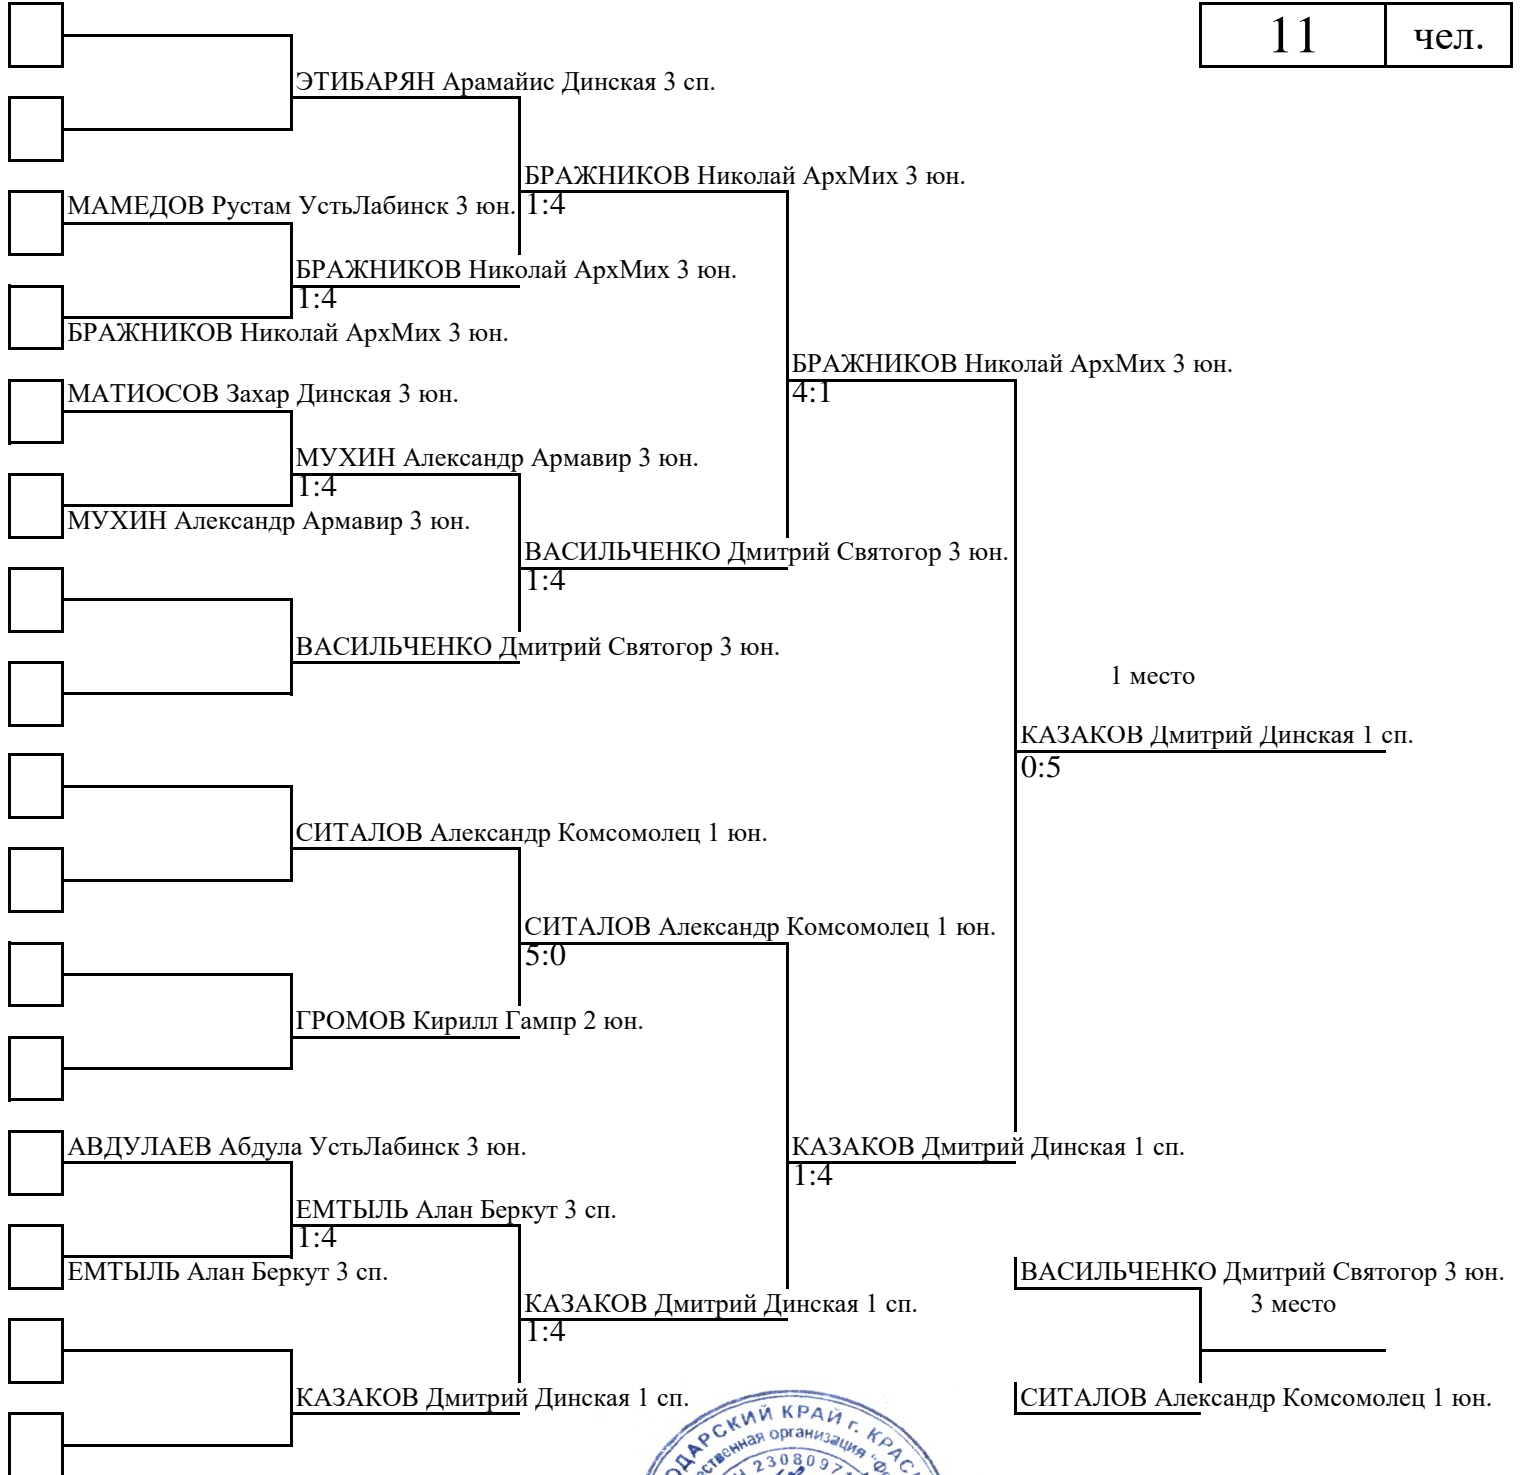 11 чел.
ЭТИБАРЯН Арамайис Динская 3 сп.
БРАЖНИКОВ Николай АрхМих 3 юн.
МАМЕДОВ Рустам УстьЛабинск 3 юн.
1:4
БРАЖНИКОВ Николай АрхМих 3 юн.
1:4
БРАЖНИКОВ Николай АрхМих 3 юн.
БРАЖНИКОВ Николай АрхМих 3 юн.
4:1
МАТИОСОВ Захар Динская 3 юн.
МУХИН Александр Армавир 3 юн.
1:4
МУХИН Александр Армавир 3 юн.
ВАСИЛЬЧЕНКО Дмитрий Святогор 3 юн.
1:4
ВАСИЛЬЧЕНКО Дмитрий Святогор 3 юн.
1 место
КАЗАКОВ Дмитрий Динская 1 сп.
0:5
СИТАЛОВ Александр Комсомолец 1 юн.
СИТАЛОВ Александр Комсомолец 1 юн.
5:0
ГРОМОВ Кирилл Гампр 2 юн.
АВДУЛАЕВ Абдула УстьЛабинск 3 юн.
КАЗАКОВ Дмитрий Динская 1 сп.
1:4
ЕМТЫЛЬ Алан Беркут 3 сп.
1:4
ЕМТЫЛЬ Алан Беркут 3 сп.
ВАСИЛЬЧЕНКО Дмитрий Святогор 3 юн.
КАЗАКОВ Дмитрий Динская 1 сп.
3 место
1:4
КАЗАКОВ Дмитрий Динская 1 сп.
СИТАЛОВ Александр Комсомолец 1 юн.
КРАЙ г.
организация